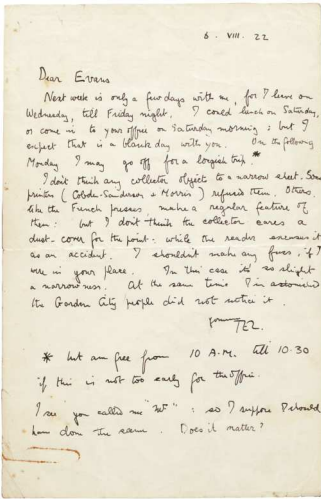 6. VIII. 22
Dear Evans
Next week is only a few days with me, for I leave on
Wednesday, till Friday night. I could lunch on Saturday,
or come in to your office on Saturday morning: but I
expect that is a blank day with you. On the following
Monday I may go off for a longish trip. *
I don't think any collector objects to a narrow sheet. Some
printers (Cobden-Sanderson & Morris) refused them. Others,
like the French presses make a regular feature of
them: but I don't think the collector cares a
dust-cover for the point: while the reader excuses it
as an accident. I shouldn't make any fuss, if I
were in your place. In this case it's so slight
a narrowness. At the same time I'm astonished
the Garden City people did not notice it.
Yours
TEL.
* but am free from 10 A.M. till 10.30
if this is not too early for the office.
I see you called me : so I suppose I should
have done the same. Does it matter?